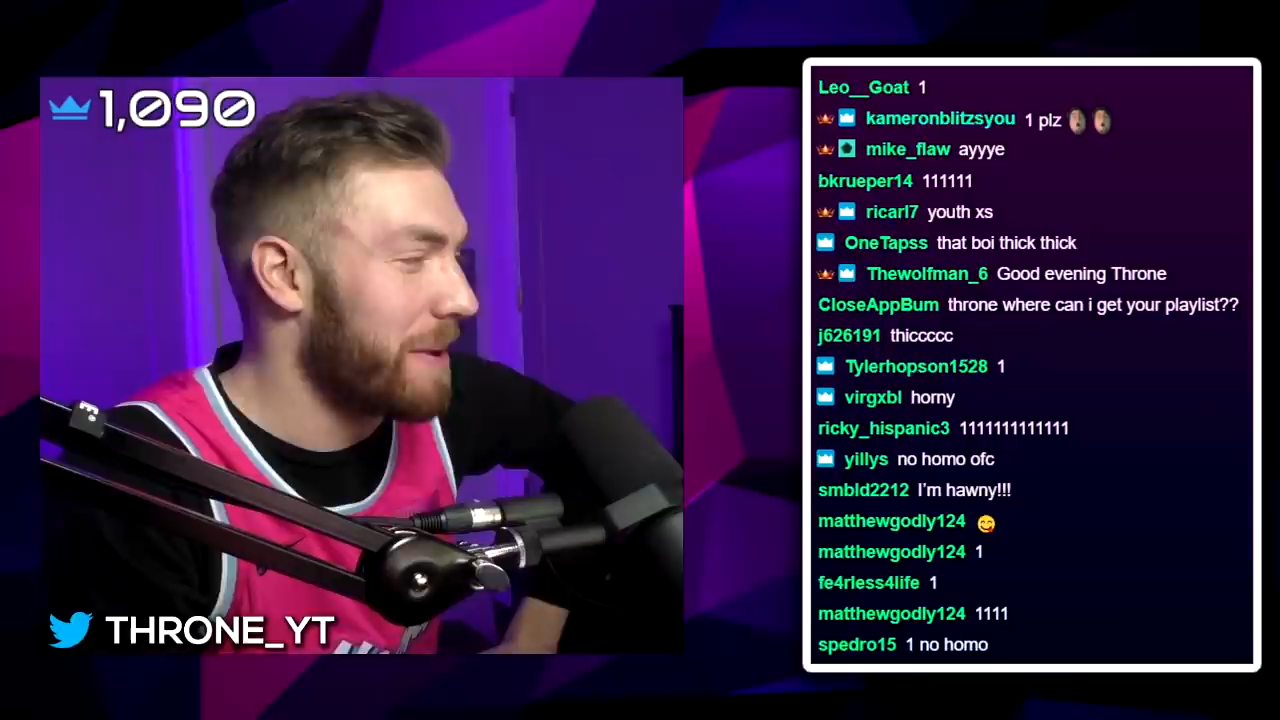 1,090
THRONE_YT
Leo__Goat 1
kameronblitzsyou 1 plz
mike_flaw ayyye
bkrueper14 111111
ricarl7 youth xs
OneTapss that boi thick thick
Thewolfman_6 Good evening Throne
CloseAppBum throne where can i get your playlist??
j626191 thiccccc
Tylerhopson1528 1
virgxbl horny
ricky_hispanic3 1111111111111
yillys no homo ofc
smbld2212 I'm hawny!!!
matthewgodly124
matthewgodly124 1
fe4rless4life 1
matthewgodly124 1111
spedro15 1 no homo